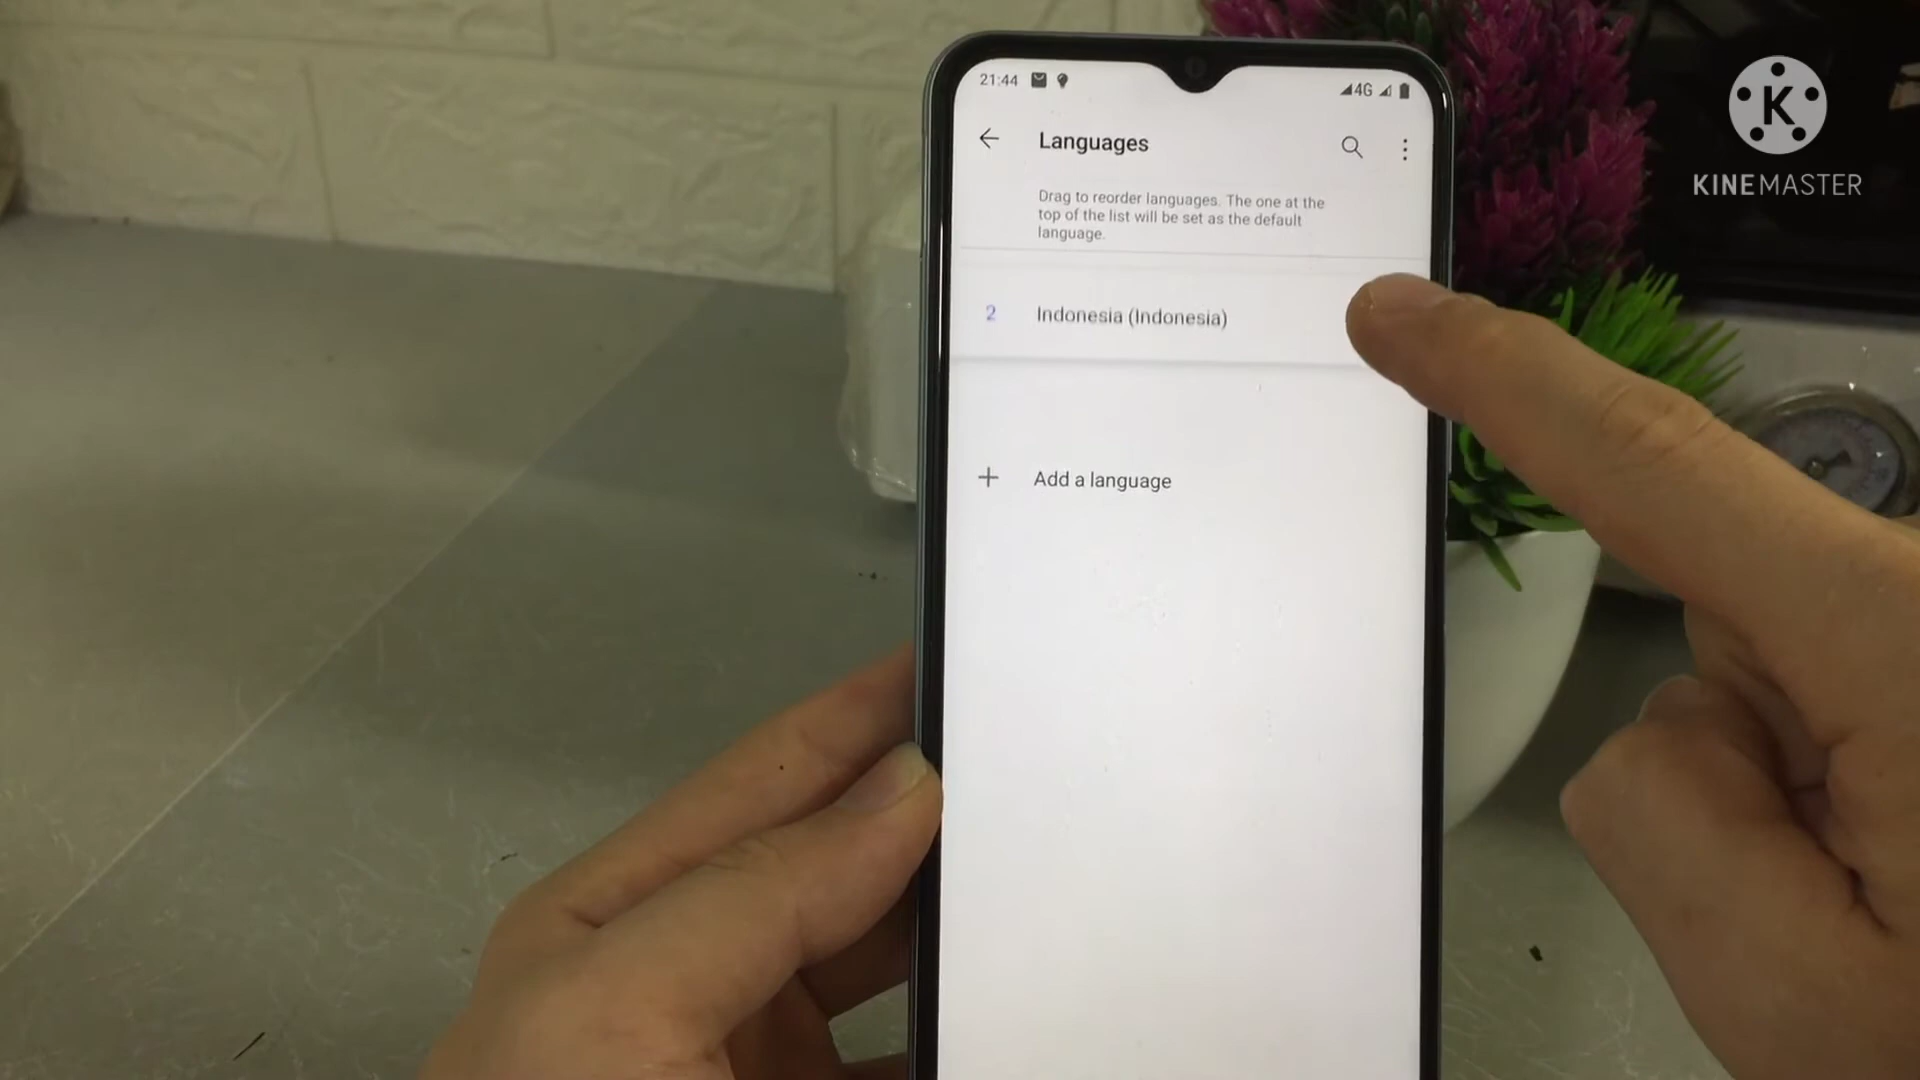 21:44
4G
Languages
Drag to reorder languages. The one at the
top of the list will be set as the default
language.
2 Indonesia (Indonesia)
+ Add a language
K
KINEMASTER